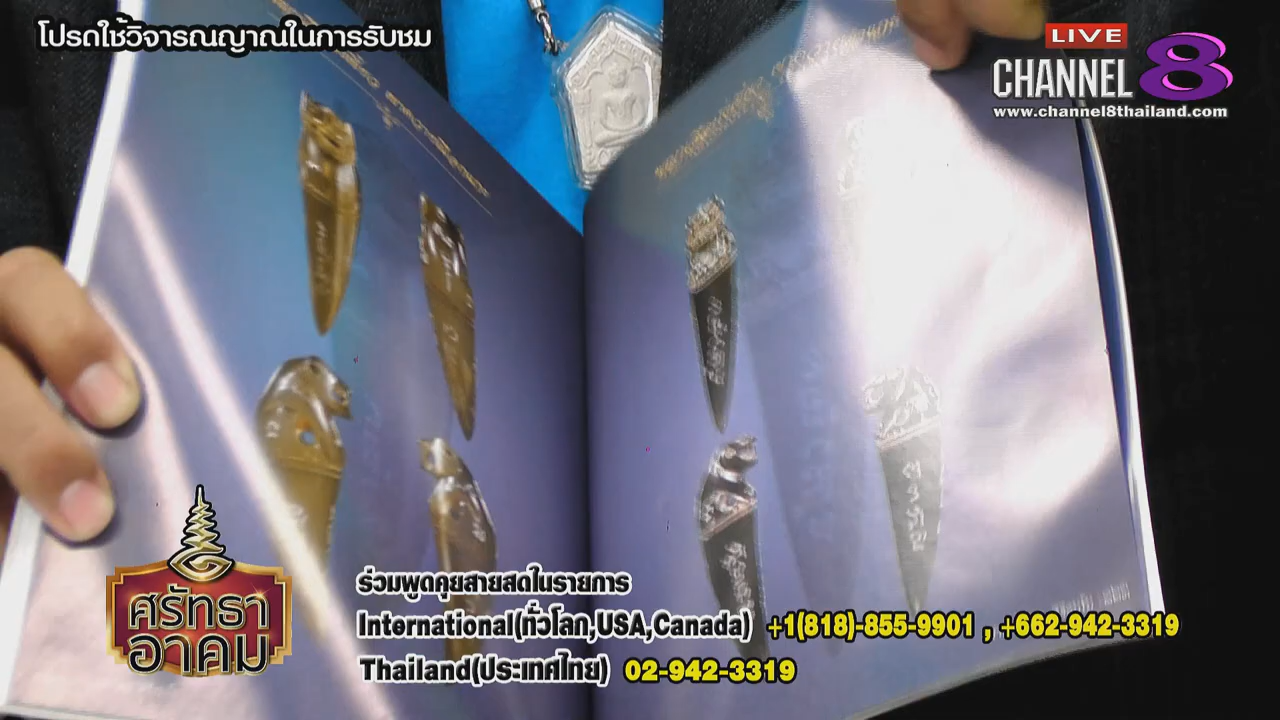 โปรดใช้วิจารณญาณในการรับชม
LIVE
CHANNEL 8
www.channel8thailand.com
ศรัทธา
อาคม
ร่วมพูดคุยสายสดในรายการ
International(ทั่วโลก,USA,Canada) +1(818)-855-9901 , +662-942-3319
Thailand(ประเทศไทย) 02-942-3319